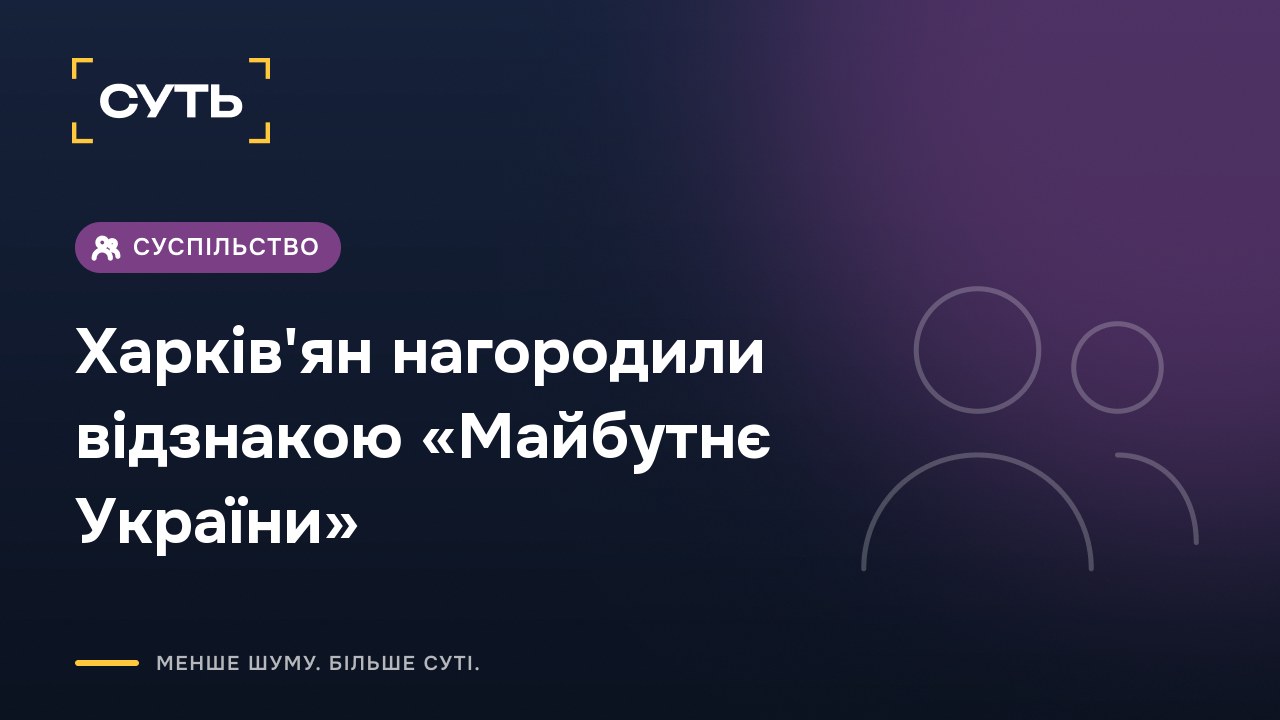 СУТЬ
СУСПІЛЬСТВО
Харків'ян нагородили
відзнакою «Майбутнє
України»
МЕНШЕ ШУМУ. БІЛЬШЕ СУТІ.